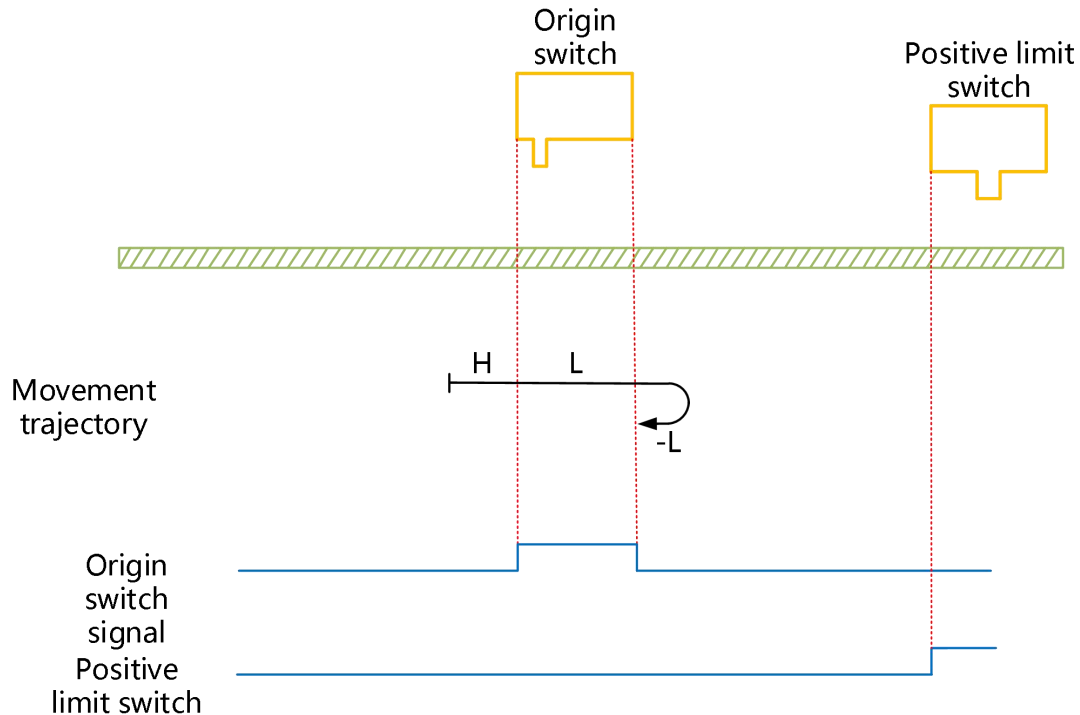 Origin
switch
Positive limit
switch
H
L
Movement
trajectory
-L
Origin
switch
signal
Positive
limit switch